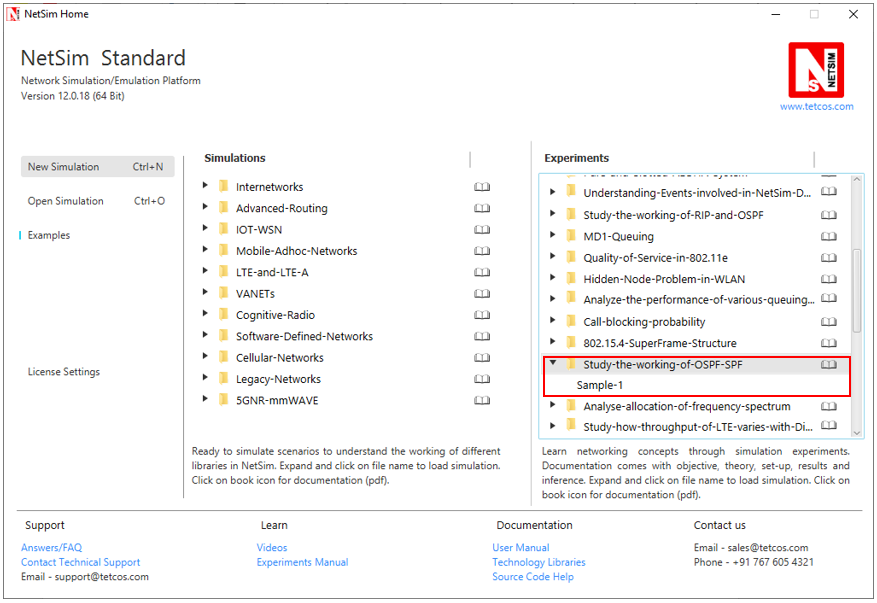 NetSim Home
NetSim Standard
Network Simulation/Emulation Platform
Version 12.0.18 (64 Bit)
NETSIM
www.tetcos.com
New Simulation Ctrl+N
Open Simulation Ctrl+O
Examples
License Settings
Simulations
Internetworks
Advanced-Routing
IOT-WSN
Mobile-Adhoc-Networks
LTE-and-LTE-A
VANETs
Cognitive-Radio
Software-Defined-Networks
Cellular-Networks
Legacy-Networks
5GNR-mmWAVE
Ready to simulate scenarios to understand the working of different
libraries in NetSim. Expand and click on file name to load simulation.
Click on book icon for documentation (pdf).
Experiments
Understanding-Events-involved-in-NetSim-D...
Study-the-working-of-RIP-and-OSPF
MD1-Queuing
Quality-of-Service-in-802.11e
Hidden-Node-Problem-in-WLAN
Analyze-the-performance-of-various-queuing...
Call-blocking-probability
802.15.4-SuperFrame-Structure
Study-the-working-of-OSPF-SPF
Sample-1
Analyse-allocation-of-frequency-spectrum
Study-how-throughput-of-LTE-varies-with-Di...
Learn networking concepts through simulation experiments.
Documentation comes with objective, theory, set-up, results and
inference. Expand and click on file name to load simulation. Click on
book icon for documentation (pdf).
Support
Answers/FAQ
Contact Technical Support
Email - support@tetcos.com
Learn
Videos
Experiments Manual
Documentation
User Manual
Technology Libraries
Source Code Help
Contact us
Email - sales@tetcos.com
Phone - +91 767 605 4321